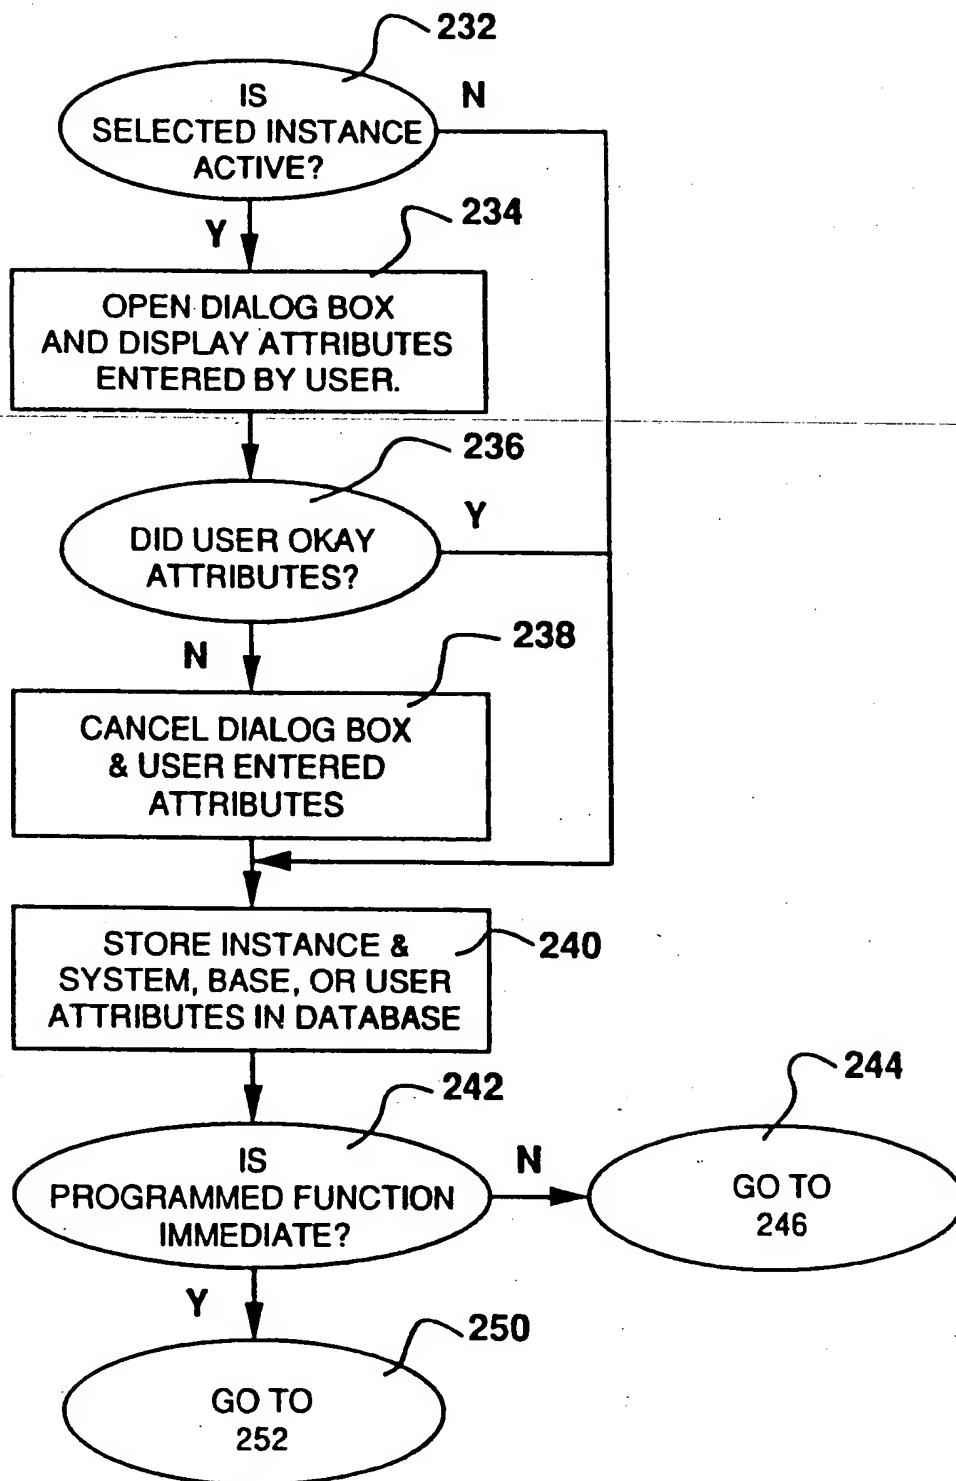 232
IS
SELECTED INSTANCE
ACTIVE?
N
Y
234
OPEN DIALOG BOX
AND DISPLAY ATTRIBUTES
ENTERED BY USER.
236
DID USER OKAY
ATTRIBUTES?
Y
N
238
CANCEL DIALOG BOX
& USER ENTERED
ATTRIBUTES
240
STORE INSTANCE &
SYSTEM, BASE, OR USER
ATTRIBUTES IN DATABASE
242
IS
PROGRAMMED FUNCTION
IMMEDIATE?
N
244
GO TO
246
Y
250
GO TO
252